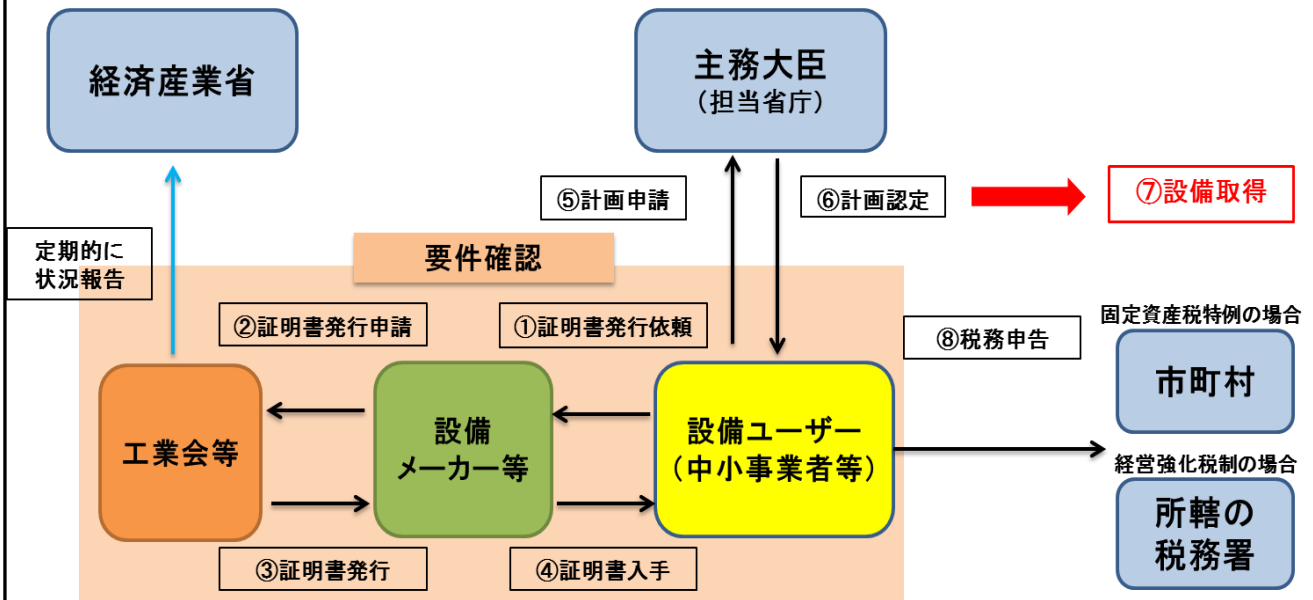 経済産業省
主務大臣
（担当省庁）
⑤計画申請
⑥計画認定
⑦設備取得
定期的に
状況報告
要件確認
②証明書発行申請
①証明書発行依頼
⑧税務申告
固定資産税特例の場合
市町村
工業会等
設備
メーカー等
設備ユーザー
（中小事業者等）
経営強化税制の場合
所轄の
税務署
③証明書発行
④証明書入手